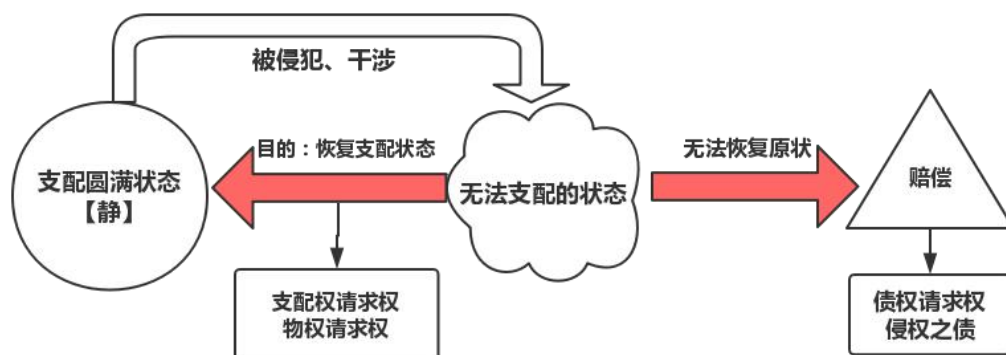 被侵犯、干涉
支配圆满状态
【静】
目的：恢复支配状态
无法支配的状态
无法恢复原状
赔偿
支配权请求权
物权请求权
债权请求权
侵权之债